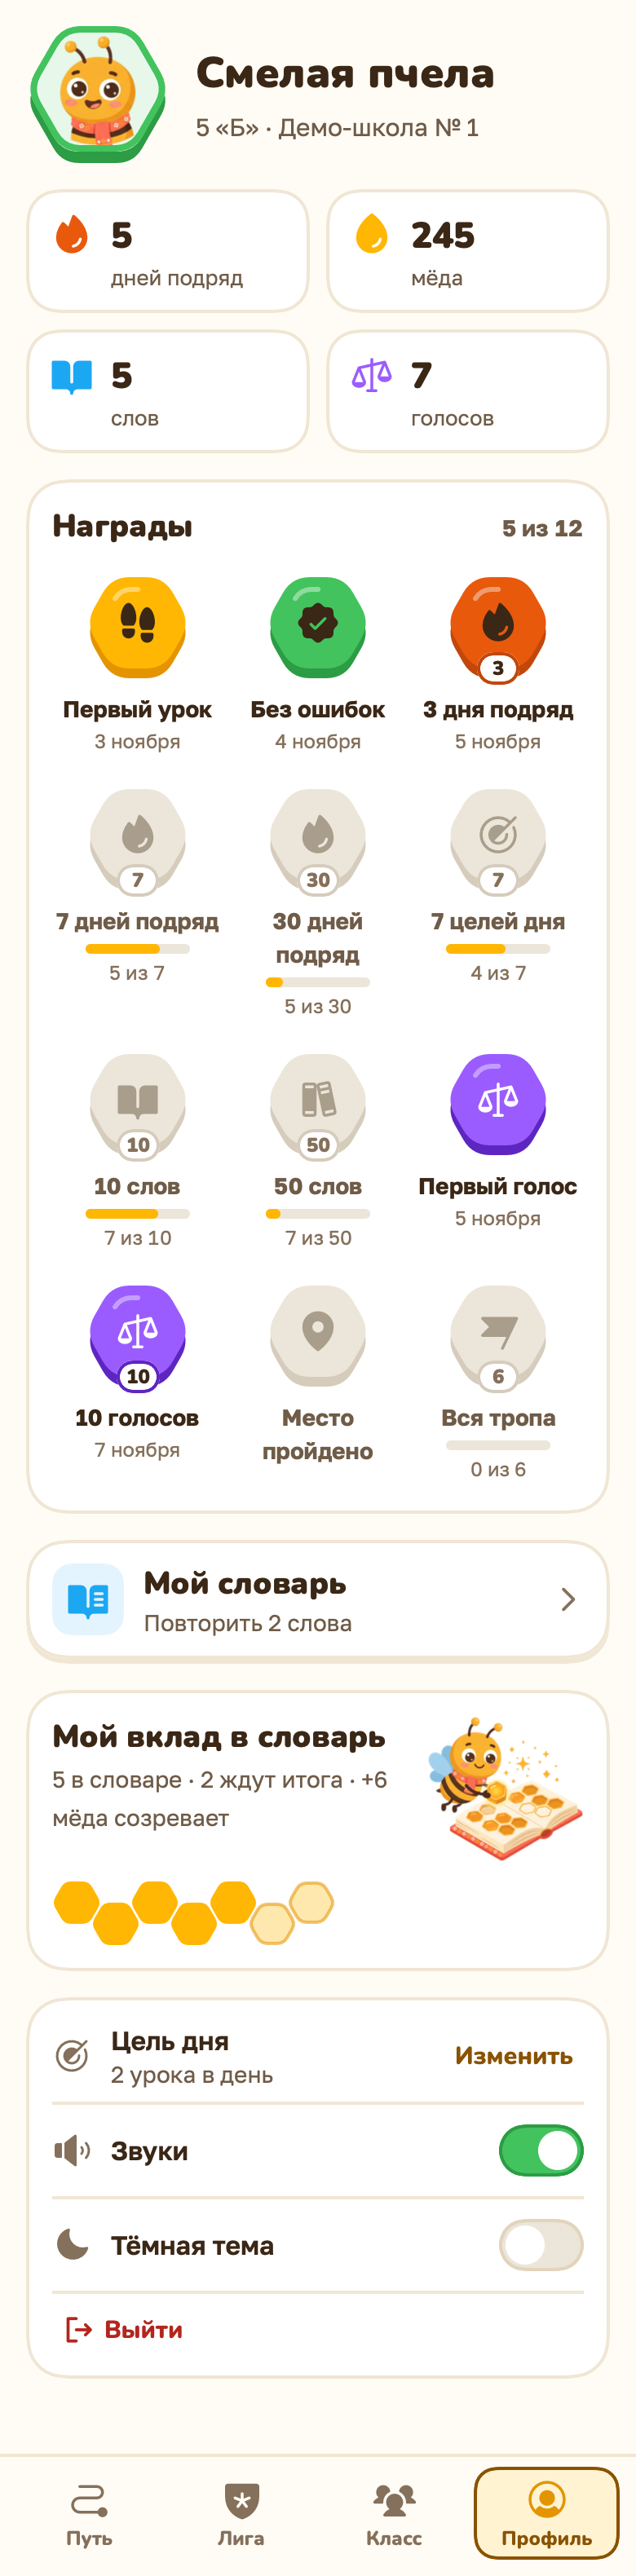 Смелая пчела
5 «Б» · Демо-школа № 1
5
дней подряд
245
мёда
5
слов
7
голосов
Награды
5 из 12
3
Первый урок
Без ошибок
3 дня подряд
3 ноября
4 ноября
5 ноября
7
30
7
7 дней подряд
30 дней
подряд
7 целей дня
5 из 7
5 из 30
4 из 7
10
50
10 слов
50 слов
Первый голос
7 из 10
7 из 50
5 ноября
10
6
10 голосов
Место
пройдено
Вся тропа
7 ноября
0 из 6
Мой словарь
Повторить 2 слова
Мой вклад в словарь
5 в словаре · 2 ждут итога · +6
мёда созревает
Цель дня
2 урока в день
Изменить
Звуки
Тёмная тема
Выйти
Путь
Лига
Класс
Профиль